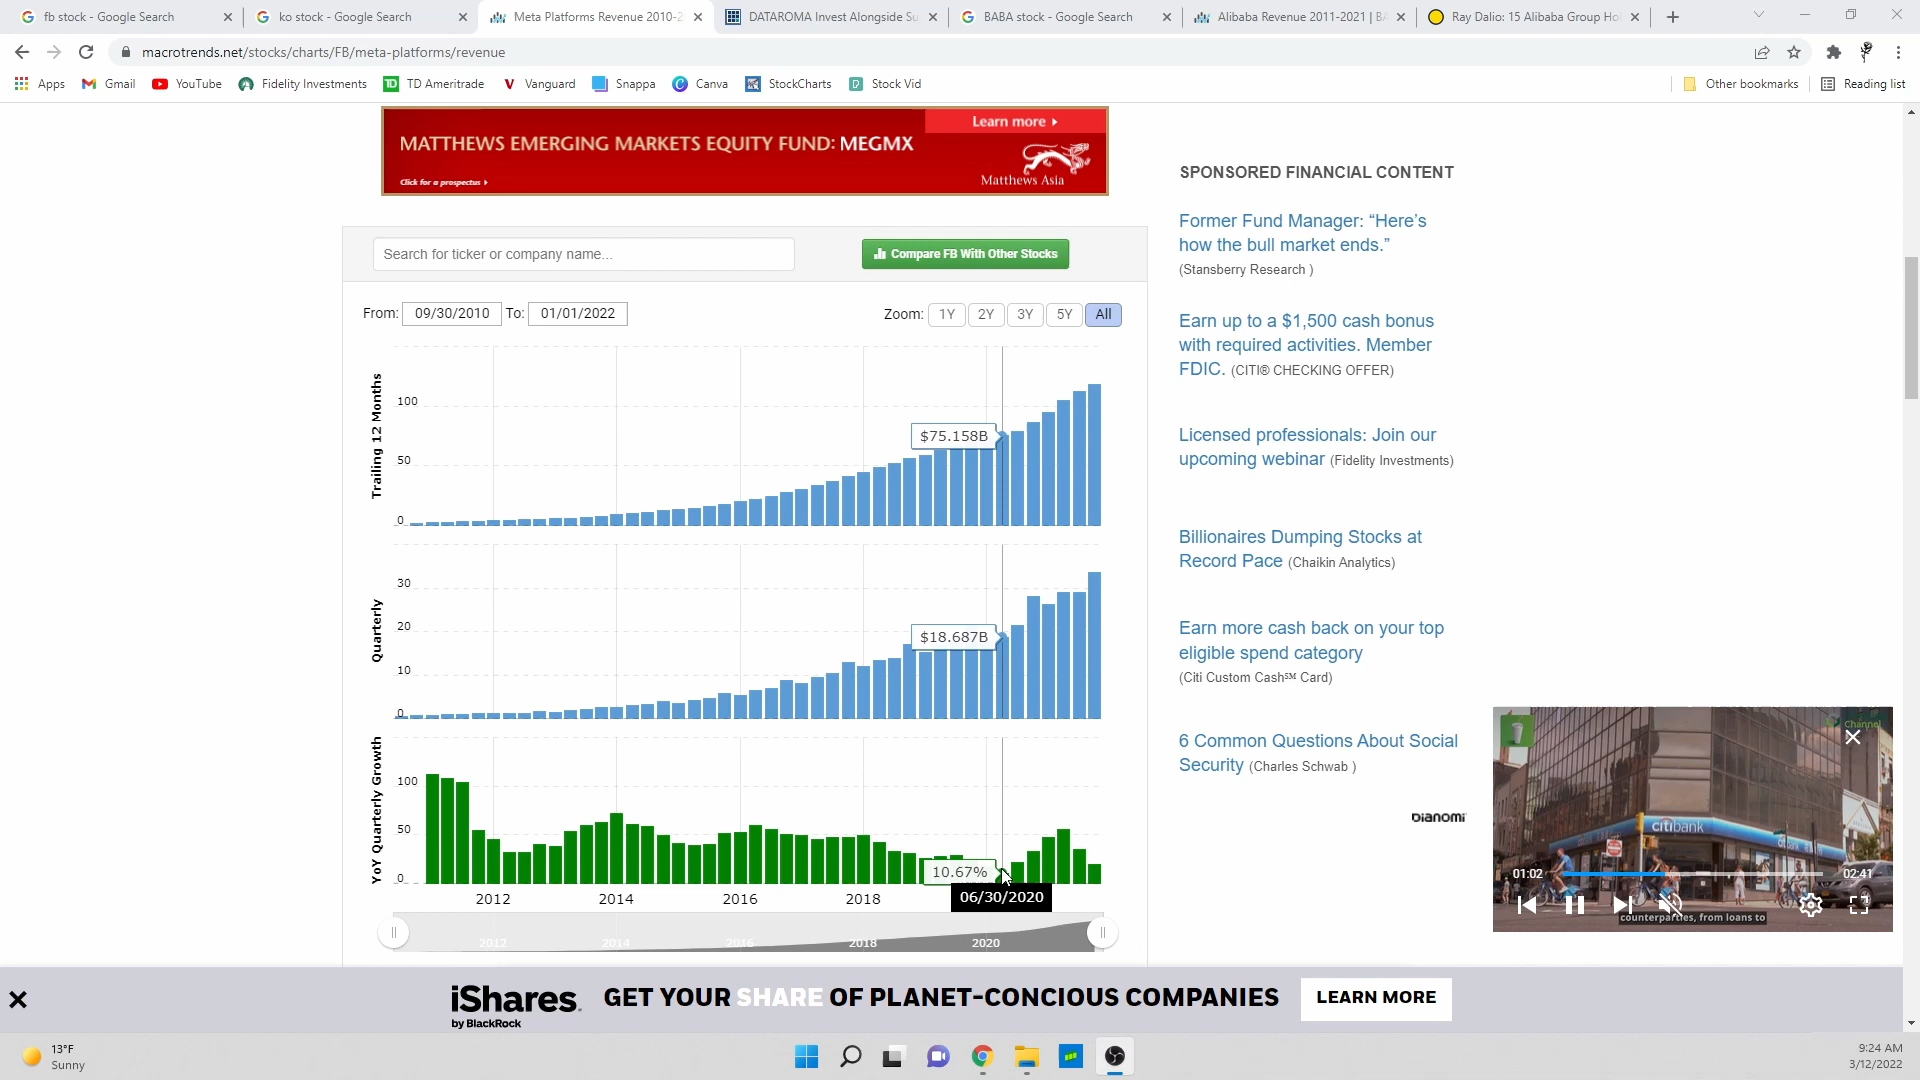 fb stock - Google Search
ko stock - Google Search
Meta Platforms Revenue 2010-2
DATAROMA Invest Alongside Su
BABA stock - Google Search
Alibaba Revenue 2011-2021 | BA
Ray Dalio: 15 Alibaba Group Ho
macrotrends.net/stocks/charts/FB/meta-platforms/revenue
Apps
Gmail
YouTube
Fidelity Investments
TD Ameritrade
Vanguard
Snappa
Canva
StockCharts
Stock Vid
Other bookmarks
Reading list
MATTHEWS EMERGING MARKETS EQUITY FUND: MEGMX
Learn more
Click for a prospectus
Matthews Asia
Search for ticker or company name...
Compare FB With Other Stocks
From: 09/30/2010 To: 01/01/2022
Zoom: 1Y 2Y 3Y 5Y All
Trailing 12 Months
100
50
0
$75.158B
Quarterly
30
20
10
0
$18.687B
YoY Quarterly Growth
100
50
0
10.67%
2012 2014 2016 2018
06/30/2020
2012 2014 2016 2018 2020
SPONSORED FINANCIAL CONTENT
Former Fund Manager: “Here’s
how the bull market ends.”
(Stansberry Research )
Earn up to a $1,500 cash bonus
with required activities. Member
FDIC. (CITI® CHECKING OFFER)
Licensed professionals: Join our
upcoming webinar (Fidelity Investments)
Billionaires Dumping Stocks at
Record Pace (Chaikin Analytics)
Earn more cash back on your top
eligible spend category
(Citi Custom Cash℠ Card)
6 Common Questions About Social
Security (Charles Schwab )
Dianomi
Channel
citibank
01:02
02:41
counterparties, from loans to
iShares.
by BlackRock
GET YOUR SHARE OF PLANET-CONCIOUS COMPANIES
LEARN MORE
13°F
Sunny
9:24 AM
3/12/2022